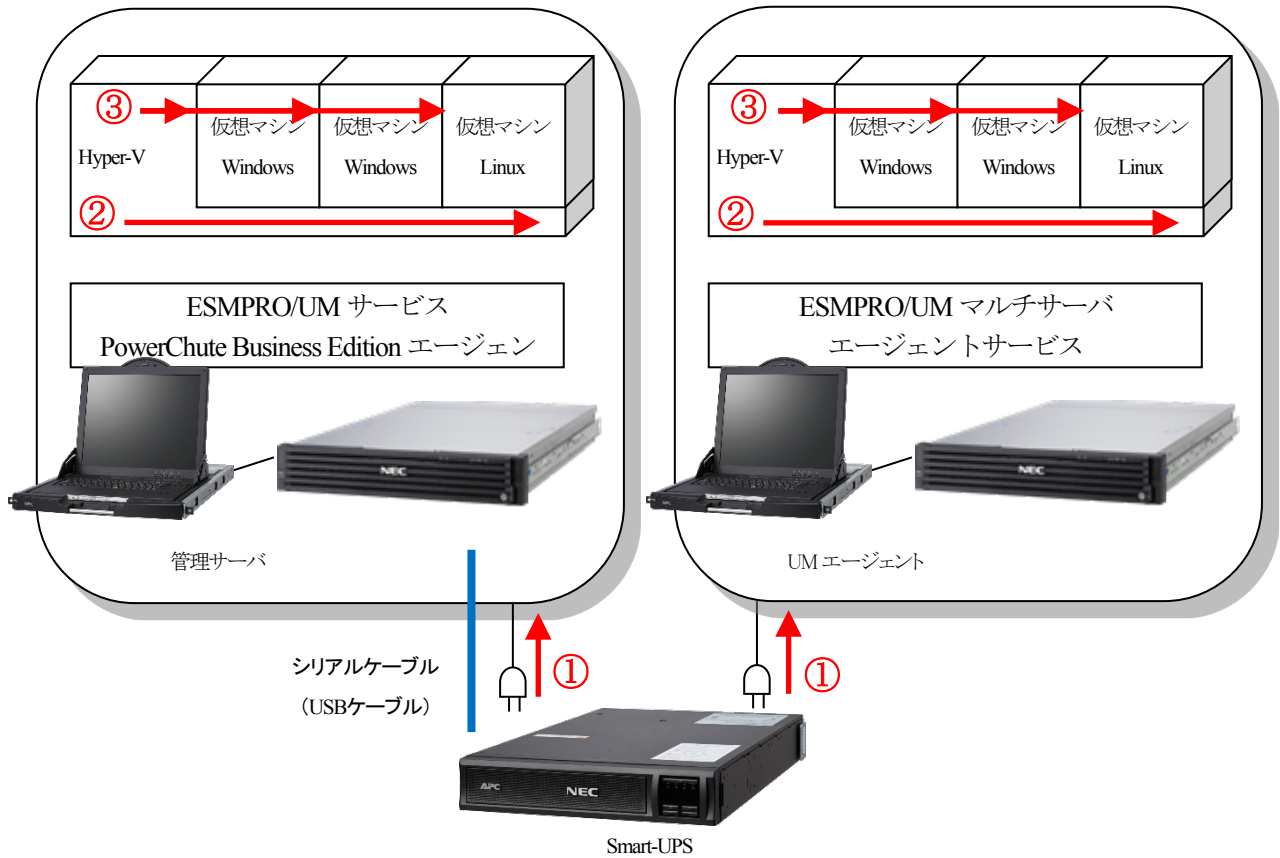 ③
仮想マシン
仮想マシン
仮想マシン
Hyper-V
Windows
Windows
Linux
②
ESMPRO/UM サービス
PowerChute Business Edition エージェン
NEC
管理サーバ
③
仮想マシン
仮想マシン
仮想マシン
Hyper-V
Windows
Windows
Linux
②
ESMPRO/UM マルチサーバ
エージェントサービス
NEC
UM エージェント
シリアルケーブル
（USBケーブル）
①
①
APC
NEC
Smart-UPS